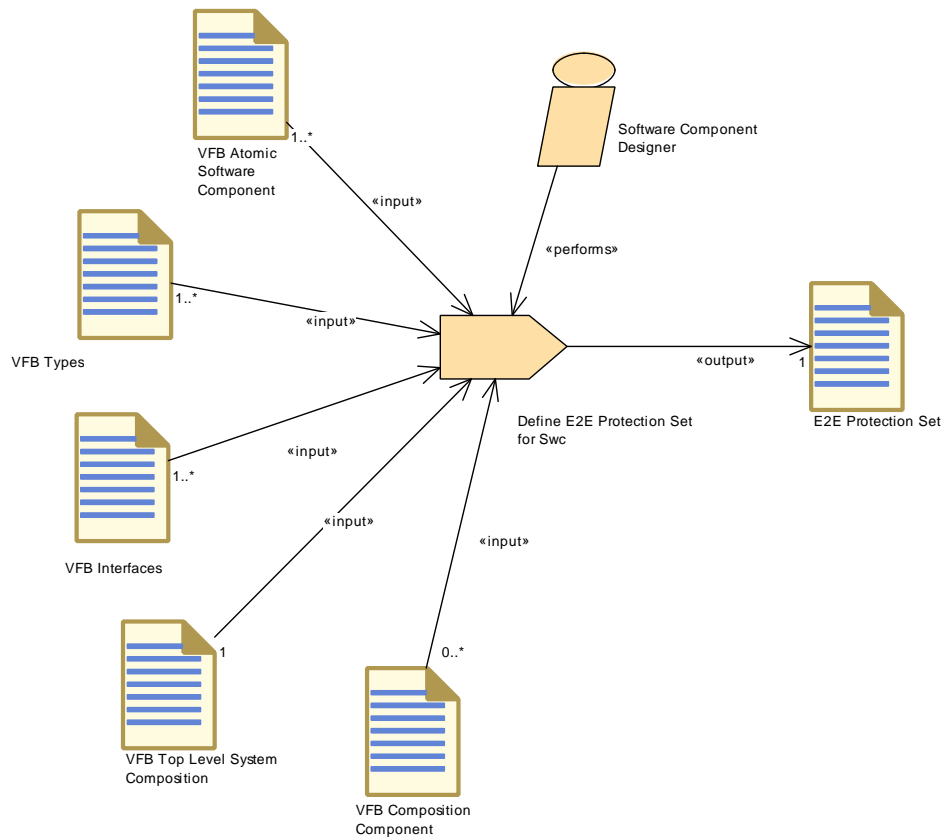 1..*
VFB Atomic
Software
Component
Software Component
Designer
«input»
«performs»
1..*
«input»
VFB Types
«output»
1
Define E2E Protection Set
for Swc
E2E Protection Set
«input»
1..*
«input»
«input»
VFB Interfaces
1
0..*
VFB Top Level System
Composition
VFB Composition
Component